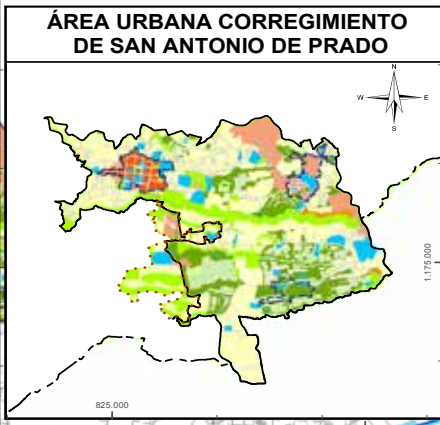 ÁREA URBANA CORREGIMIENTO
DE SAN ANTONIO DE PRADO
N
W
E
S
1.175.000
825.000